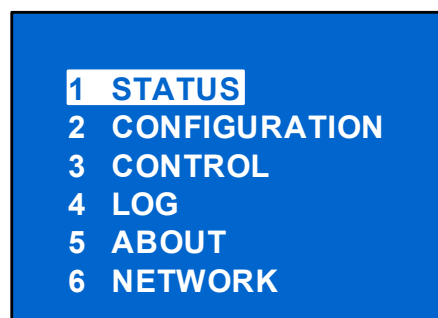 1 STATUS
2 CONFIGURATION
3 CONTROL
4 LOG
5 ABOUT
6 NETWORK